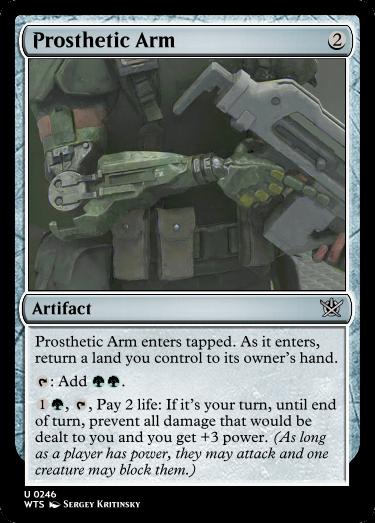 Prosthetic Arm 2
Artifact
Prosthetic Arm enters tapped. As it enters,
return a land you control to its owner's hand.
: Add .
1 , , Pay 2 life: If it's your turn, until end
of turn, prevent all damage that would be
dealt to you and you get +3 power. (As long
as a player has power, they may attack and one
creature may block them.)
U 0246
WTS Sergey Kritinsky